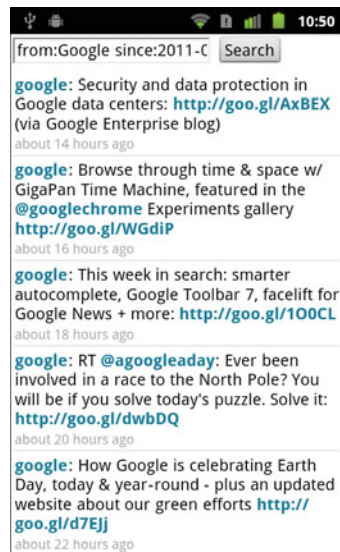 10:50
from:Google since:2011-0 Search
google: Security and data protection in
Google data centers: http://goo.gl/AxBEX
(via Google Enterprise blog)
about 14 hours ago
google: Browse through time & space w/
GigaPan Time Machine, featured in the
@googlechrome Experiments gallery
http://goo.gl/WGdiP
about 16 hours ago
google: This week in search: smarter
autocomplete, Google Toolbar 7, facelift for
Google News + more: http://goo.gl/1O0CL
about 18 hours ago
google: RT @agoogleaday: Ever been
involved in a race to the North Pole? You
will be if you solve today's puzzle. Solve it:
http://goo.gl/dwbDQ
about 20 hours ago
google: How Google is celebrating Earth
Day, today & year-round - plus an updated
website about our green efforts http://
goo.gl/d7EJj
about 22 hours ago